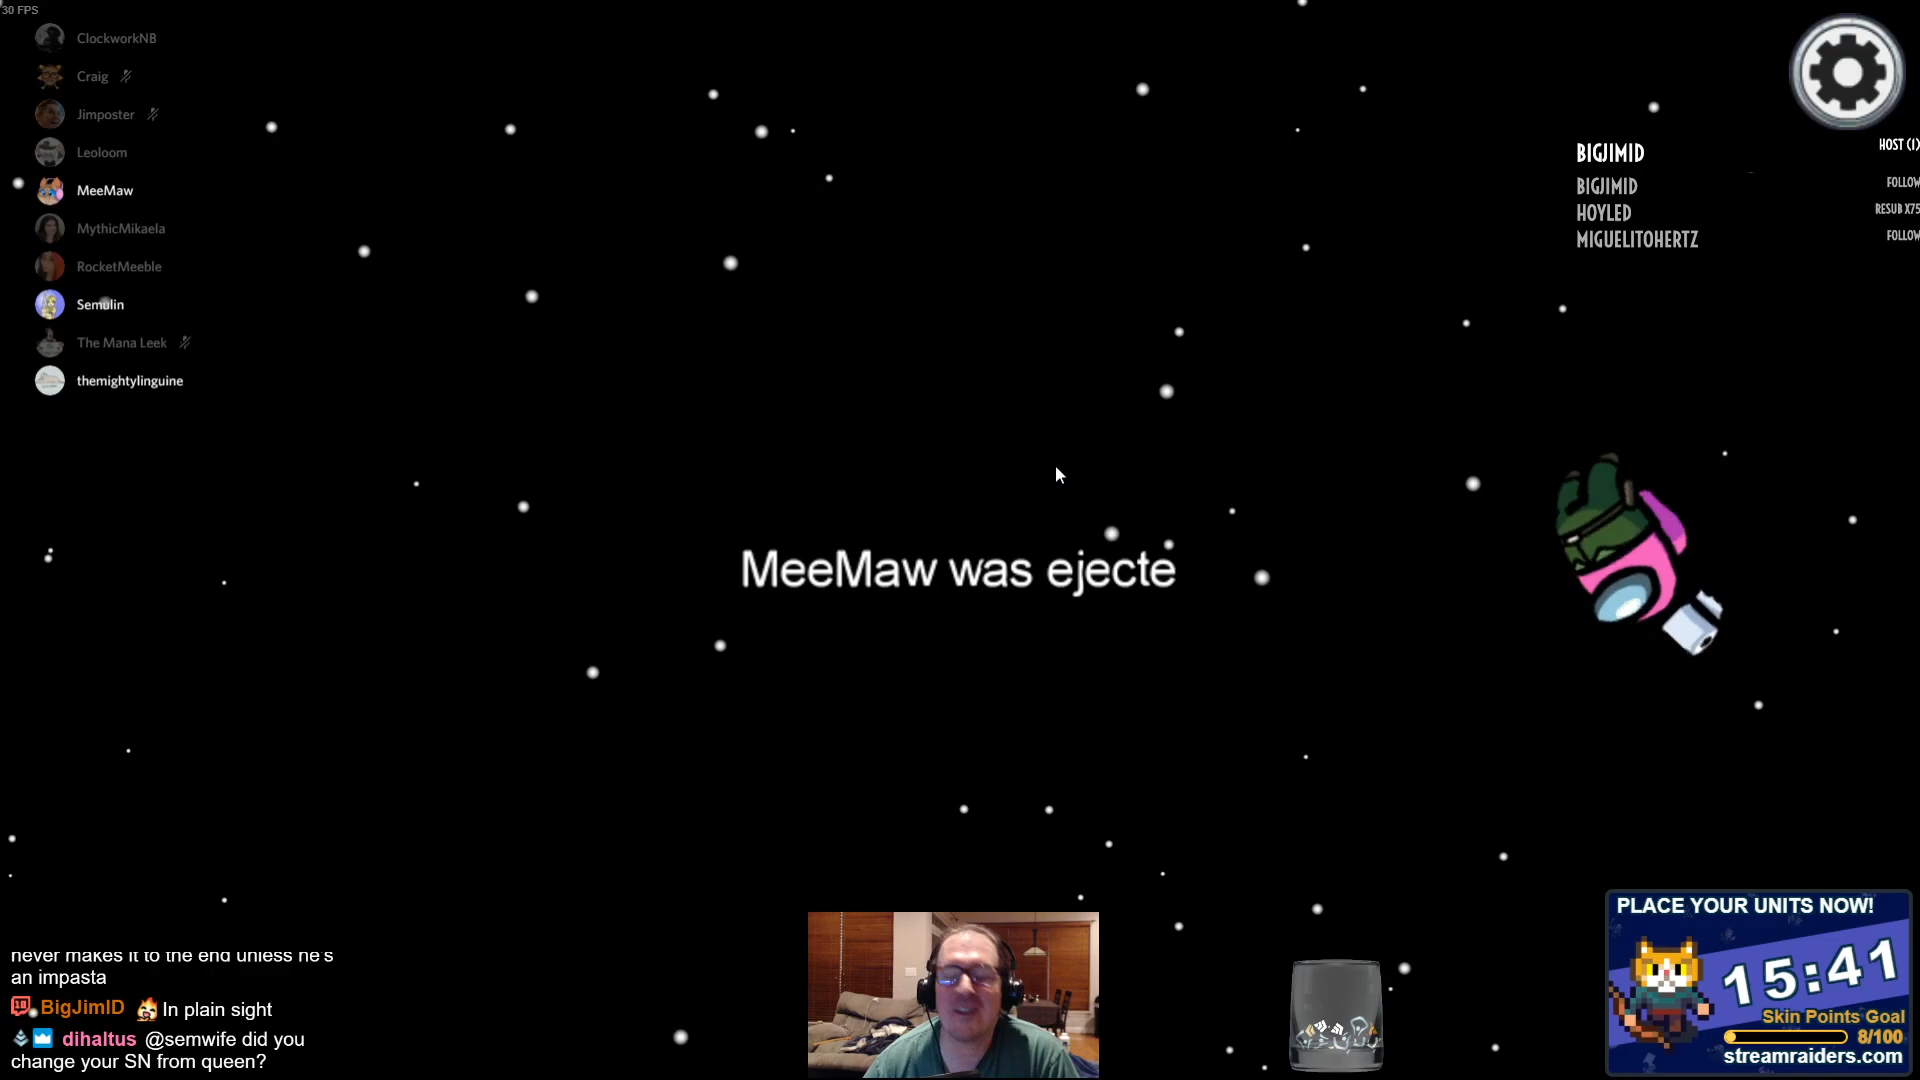 30 FPS
ClockworkNB
Craig
Jimposter
Leoloom
MeeMaw
MythicMikaela
RocketMeeble
Semulin
The Mana Leek
themightylinguine
BIGJIMID HOST (1)
BIGJIMID FOLLOW
HOYLED RESUB X75
MIGUELITOHERTZ FOLLOW
MeeMaw was ejecte
never makes it to the end unless he's
an impasta
BigJimID In plain sight
dihaltus @semwife did you
change your SN from queen?
PLACE YOUR UNITS NOW!
15:41
Skin Points Goal
8/100
streamraiders.com